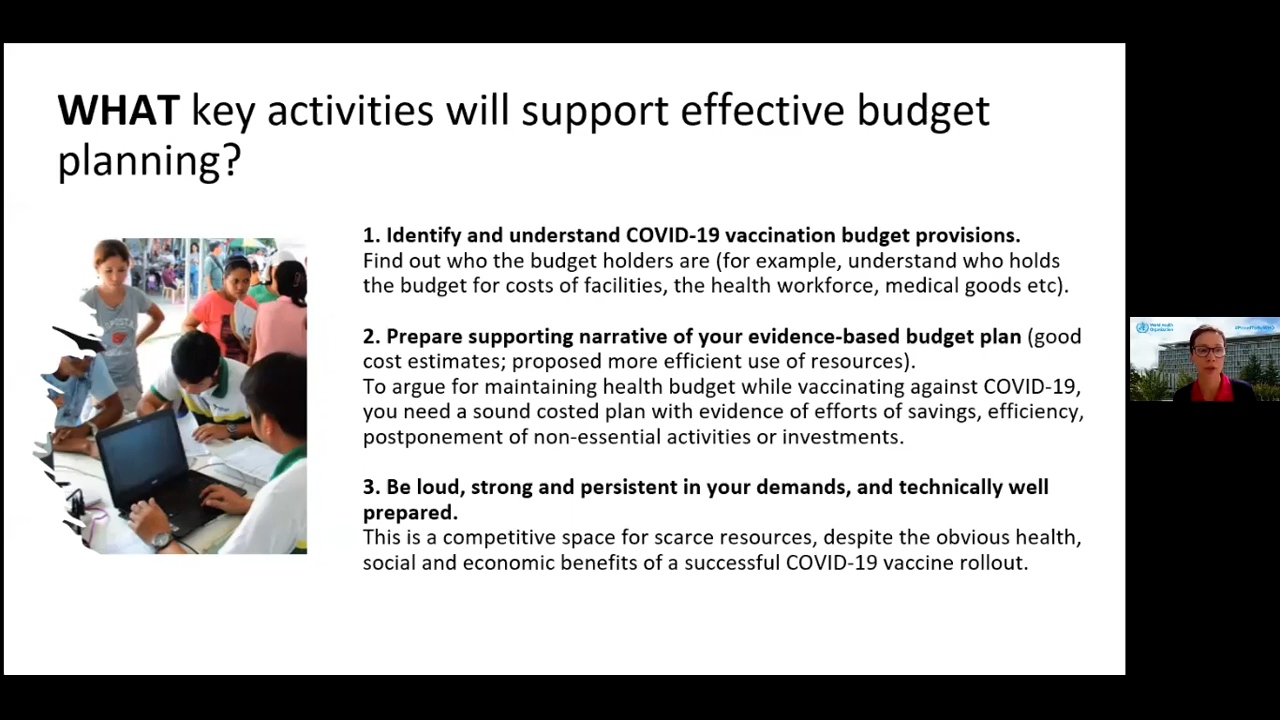 WHAT key activities will support effective budget
planning?
1. Identify and understand COVID-19 vaccination budget provisions.
Find out who the budget holders are (for example, understand who holds
the budget for costs of facilities, the health workforce, medical goods etc).
2. Prepare supporting narrative of your evidence-based budget plan (good
cost estimates; proposed more efficient use of resources).
To argue for maintaining health budget while vaccinating against COVID-19,
you need a sound costed plan with evidence of efforts of savings, efficiency,
postponement of non-essential activities or investments.
3. Be loud, strong and persistent in your demands, and technically well
prepared.
This is a competitive space for scarce resources, despite the obvious health,
social and economic benefits of a successful COVID-19 vaccine rollout.
World Health
Organization